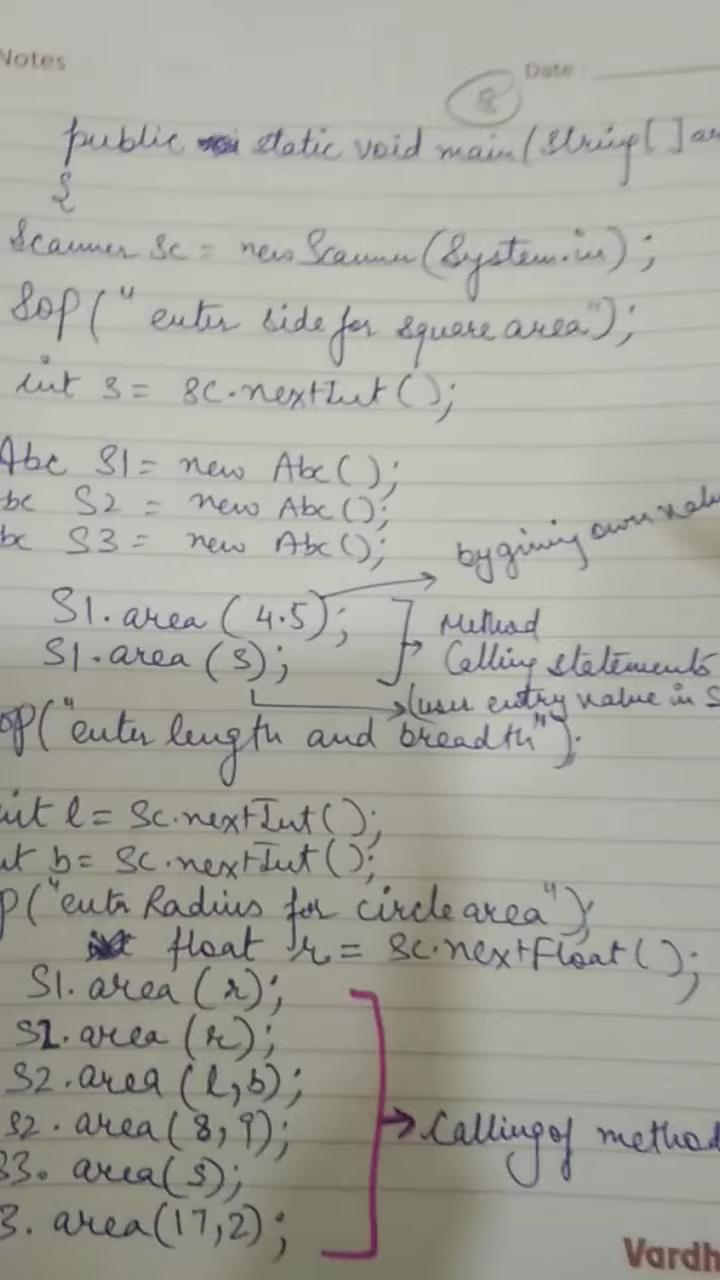 Notes
Date
8
public static void main(String[]ar
{
Scanner Sc = new Scanner(System.in);
Sop(" enter side for square area");
int s = sc.nextInt();
Abc S1 = new Abc();
bc S2 = new Abc();
bc S3 = new Abc();
by giving own valu
S1.area(4.5);
S1.area(s);
Method
Calling statements
(user entry value in S
op("enter length and breadth");
int l = Sc.nextInt();
nt b = Sc.nextInt();
p("enter Radius for circle area");
float r = Sc.nextFloat();
S1.area(r);
S2.area(r);
S2.area(l,b);
S2.area(8,9);
S3.area(s);
3.area(17,2);
Calling of method
Vardh